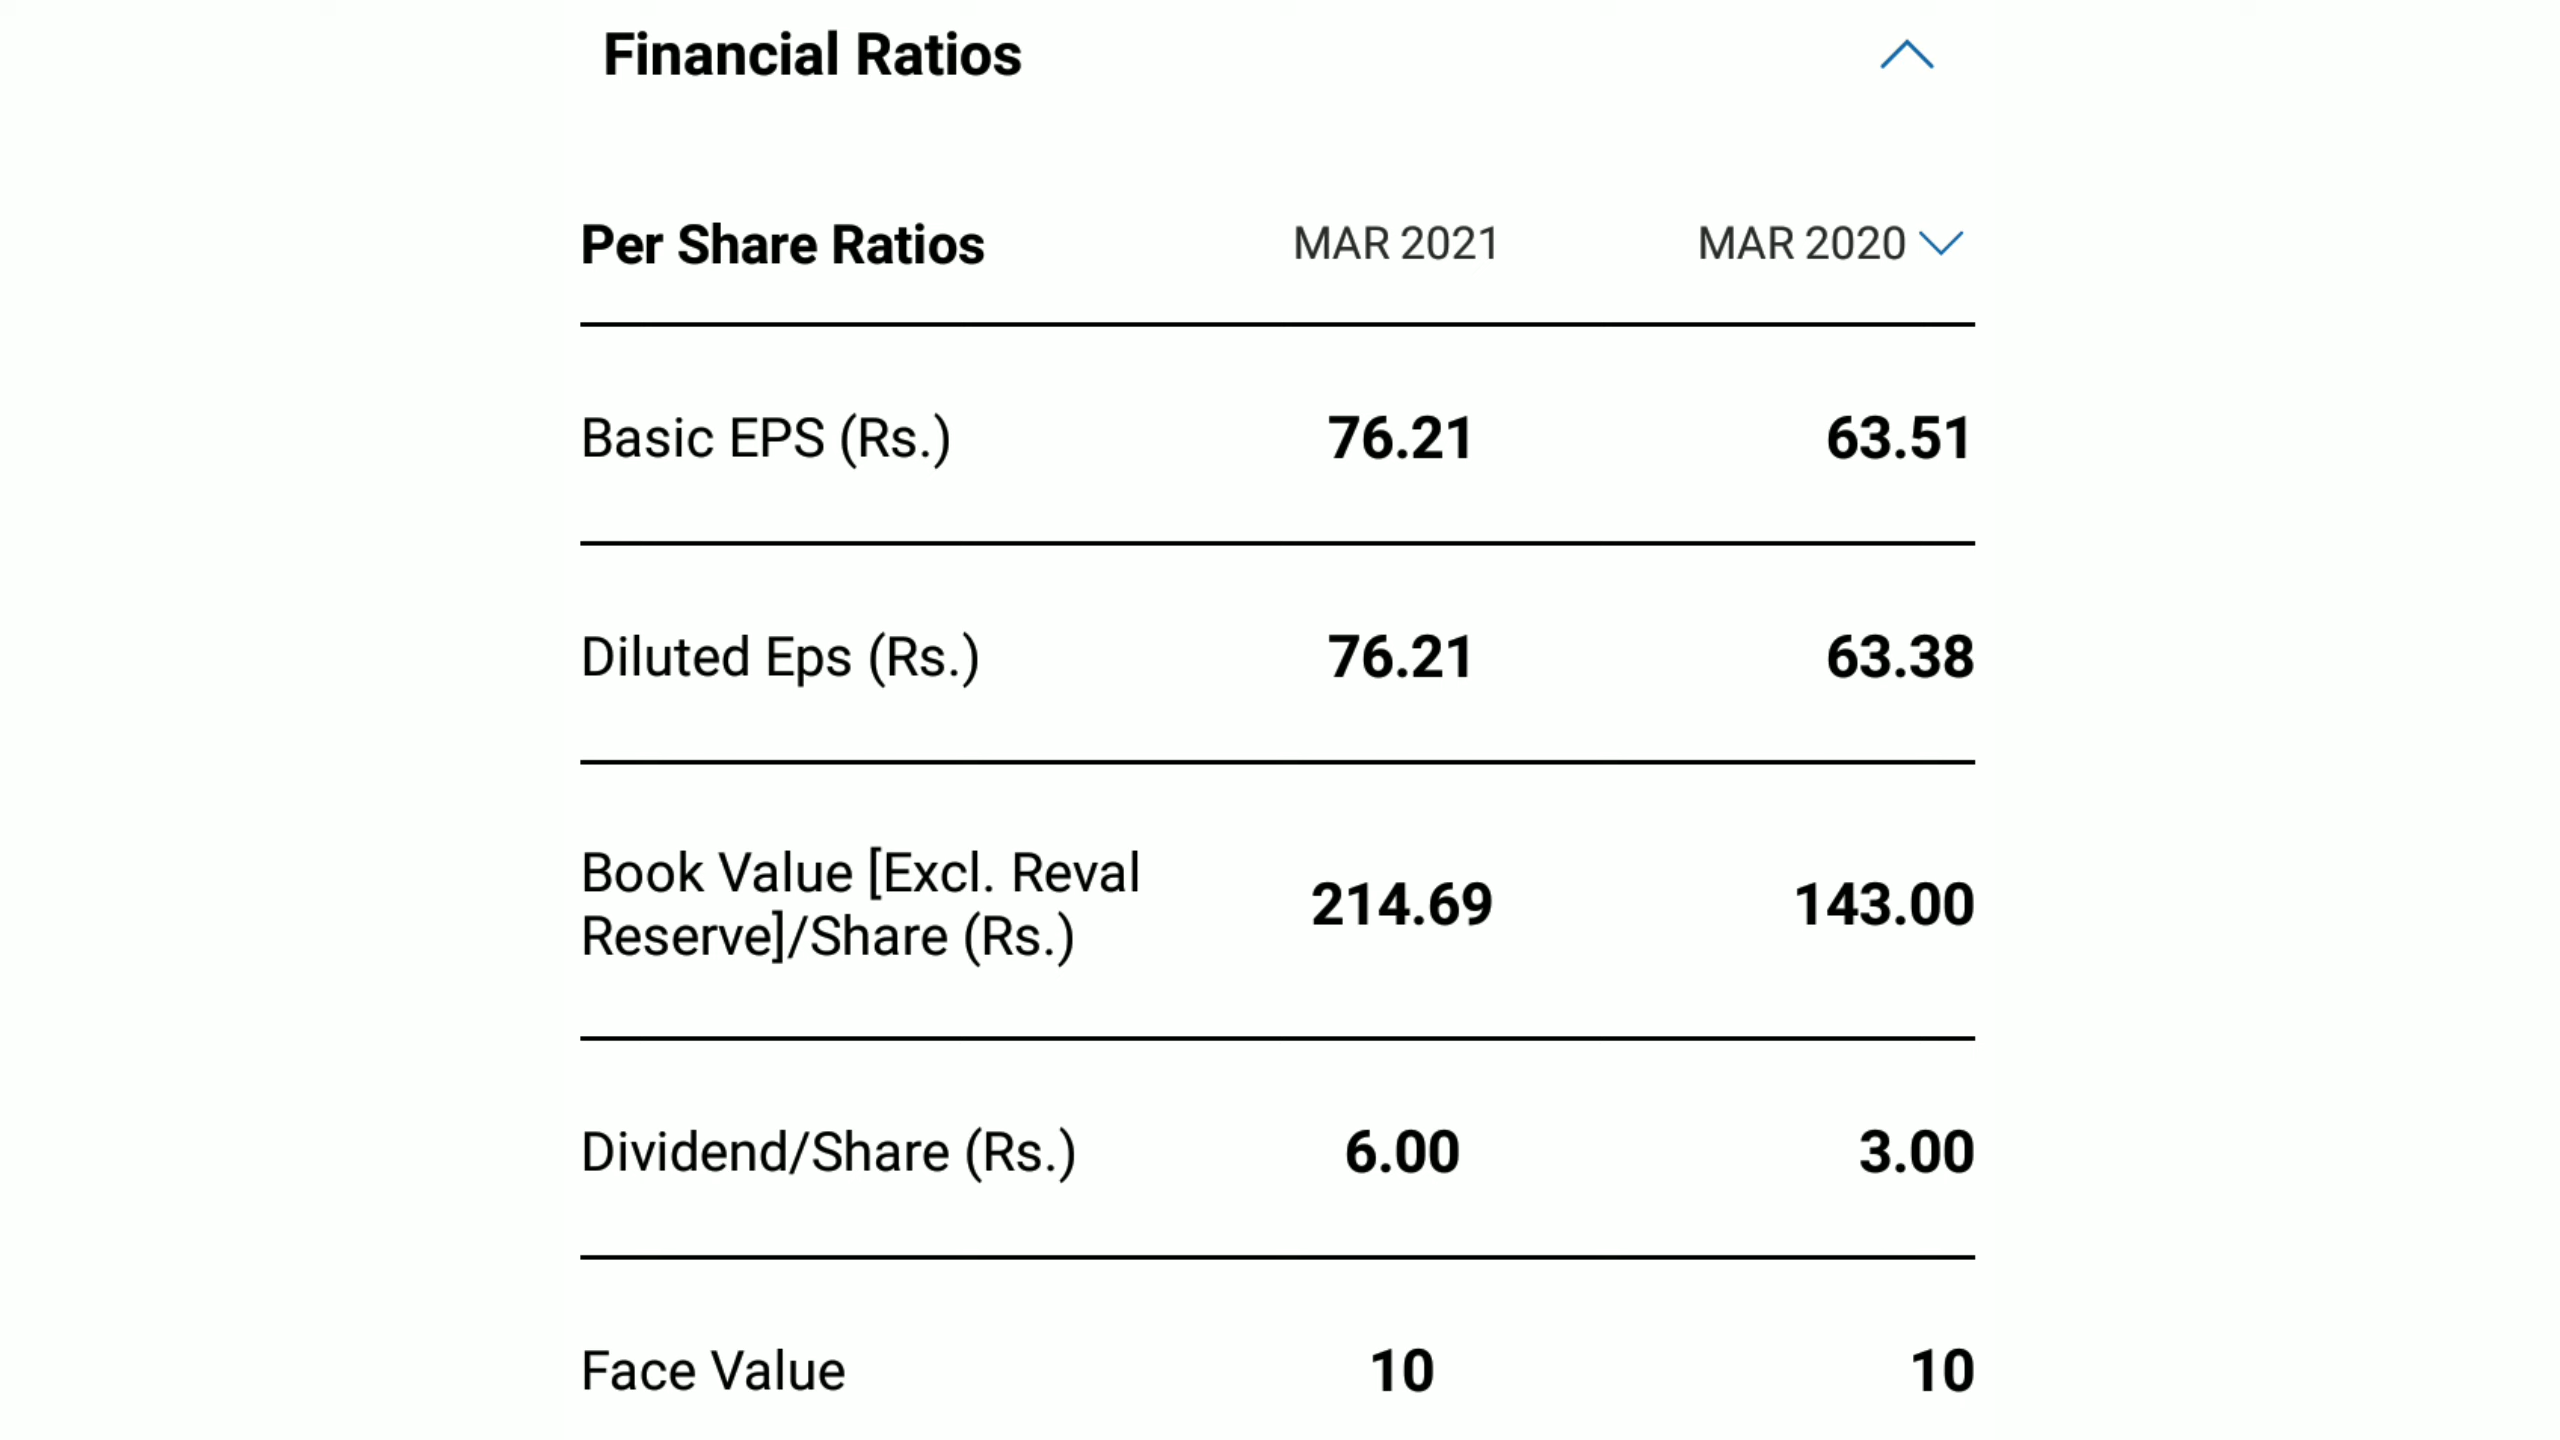 Financial Ratios
Per Share Ratios MAR 2021 MAR 2020
Basic EPS (Rs.) 76.21 63.51
Diluted Eps (Rs.) 76.21 63.38
Book Value [Excl. Reval
Reserve]/Share (Rs.) 214.69 143.00
Dividend/Share (Rs.) 6.00 3.00
Face Value 10 10